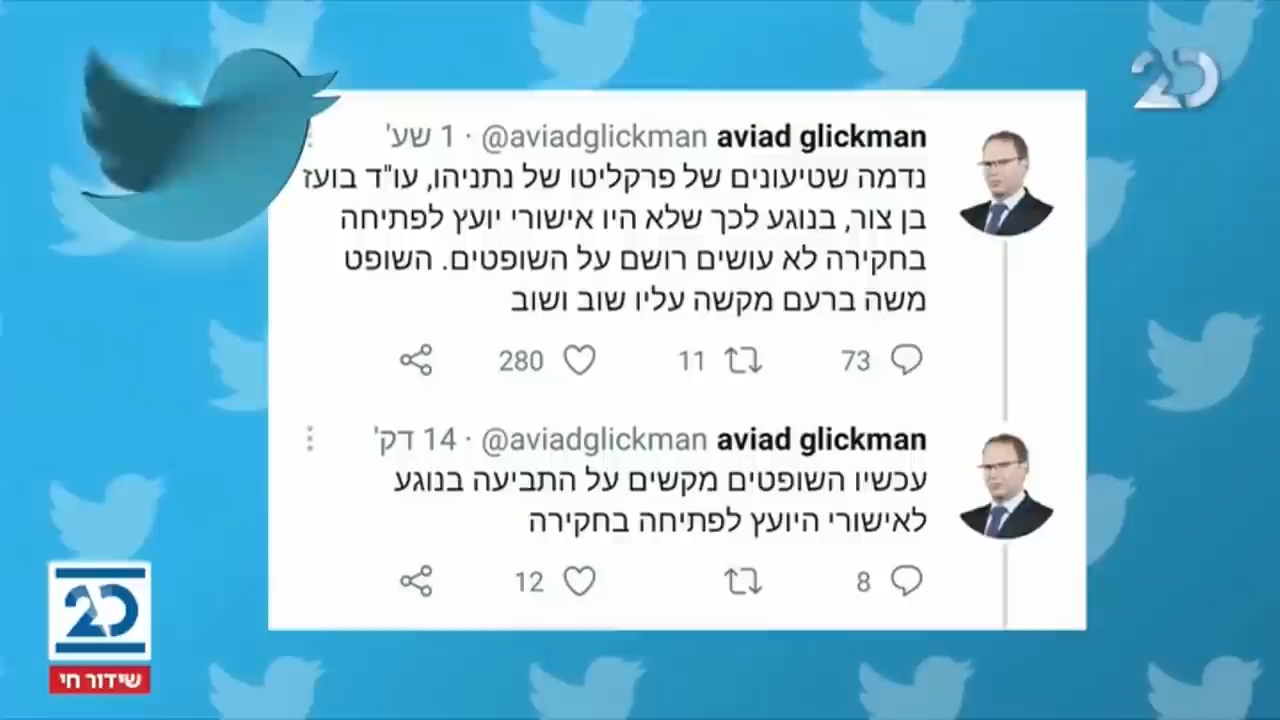 20
aviad glickman @aviadglickman · 1 שע'
נדמה שטיעונים של פרקליטו של נתניהו, עו"ד בועז
בן צור, בנוגע לכך שלא היו אישורי יועץ לפתיחה
בחקירה לא עושים רושם על השופטים. השופט
משה ברעם מקשה עליו שוב ושוב
73 11 280
aviad glickman @aviadglickman · 14 דק'
עכשיו השופטים מקשים על התביעה בנוגע
לאישורי היועץ לפתיחה בחקירה
8 12
20
שידור חי